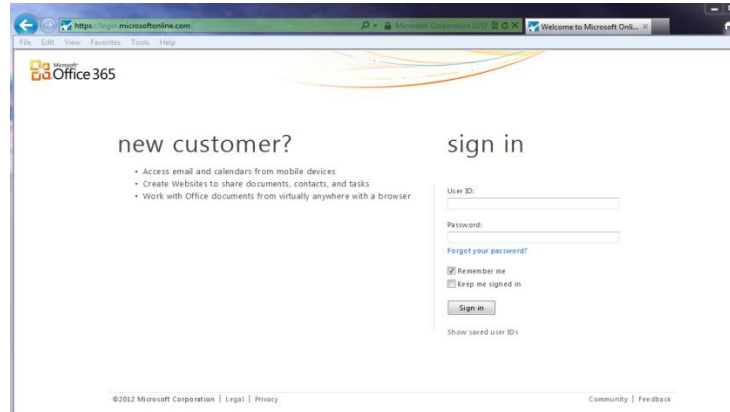 https://login.microsoftonline.com/
Microsoft Corporation [US]
Welcome to Microsoft Onli...
File Edit View Favorites Tools Help
Microsoft
Office 365
new customer?
• Access email and calendars from mobile devices
• Create Websites to share documents, contacts, and tasks
• Work with Office documents from virtually anywhere with a browser
sign in
User ID:
Password:
Forgot your password?
Remember me
Keep me signed in
Sign in
Show saved user IDs
©2012 Microsoft Corporation | Legal | Privacy
Community | Feedback